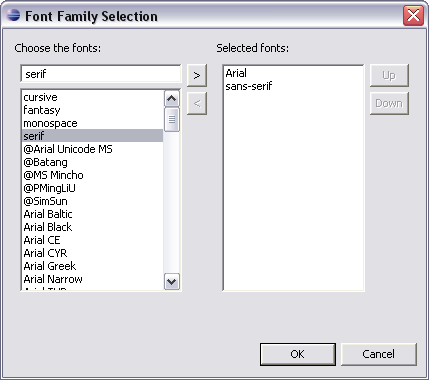 Font Family Selection
Choose the fonts:
serif
>
<
cursive
fantasy
monospace
serif
@Arial Unicode MS
@Batang
@MS Mincho
@PMingLiU
@SimSun
Arial Baltic
Arial Black
Arial CE
Arial CYR
Arial Greek
Arial Narrow
Selected fonts:
Arial
sans-serif
Up
Down
OK
Cancel